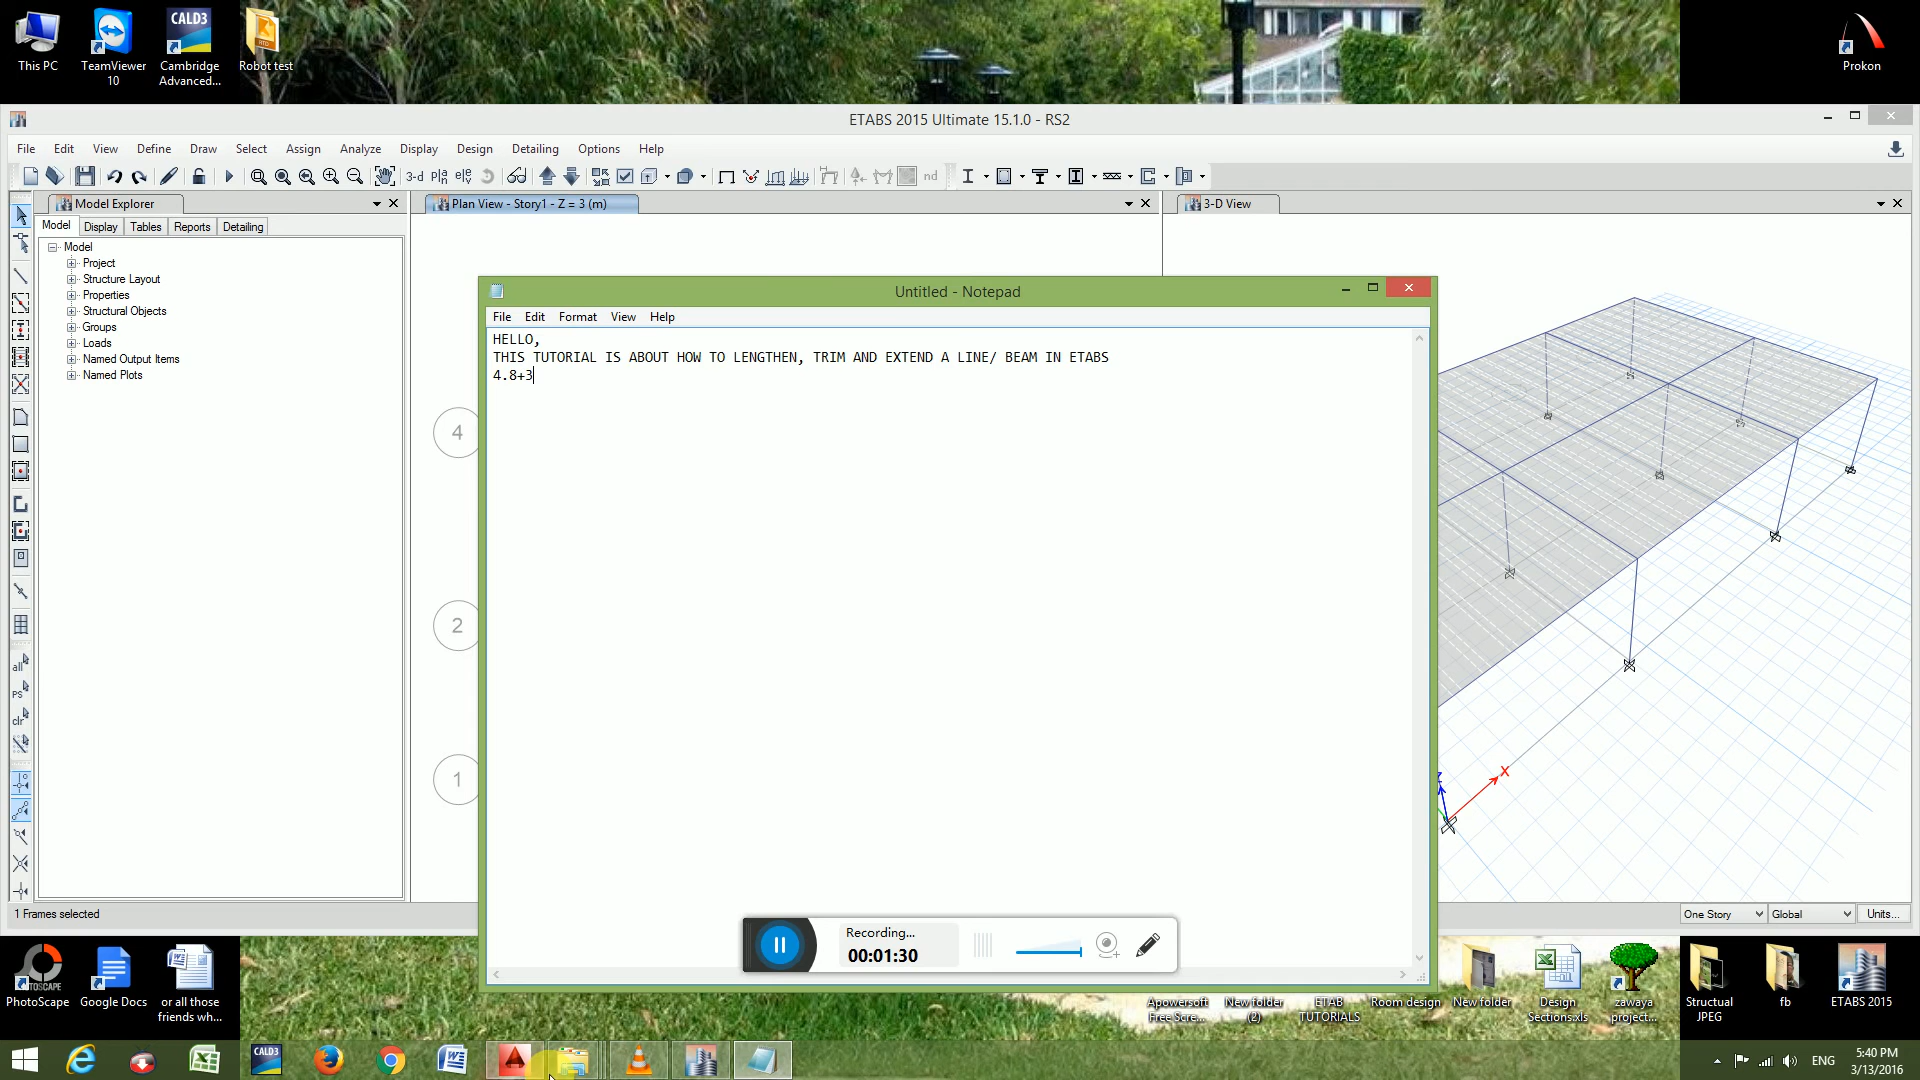 This PC
TeamViewer 10
CALD3
Cambridge Advanced...
Robot test
Prokon
ETABS 2015 Ultimate 15.1.0 - RS2
File Edit View Define Draw Select Assign Analyze Display Design Detailing Options Help
3-d
nd
Model Explorer
Plan View - Story1 - Z = 3 (m)
3-D View
Model Display Tables Reports Detailing
Model
Project
Structure Layout
Properties
Structural Objects
Groups
Loads
Named Output Items
Named Plots
all
PS
clr
4
2
1
Untitled - Notepad
File Edit Format View Help
HELLO,
THIS TUTORIAL IS ABOUT HOW TO LENGTHEN, TRIM AND EXTEND A LINE/ BEAM IN ETABS
4.8+3
X
Recording...
00:01:30
1 Frames selected
One Story
Global
Units...
PhotoScape
Google Docs
or all those friends wh...
Apowersoft Free Scre...
New folder (2)
ETAB TUTORIALS
Room design
New folder
Design Sections.xls
zawaya project...
Structual JPEG
fb
ETABS 2015
CALD3
ENG
5:40 PM
3/13/2016